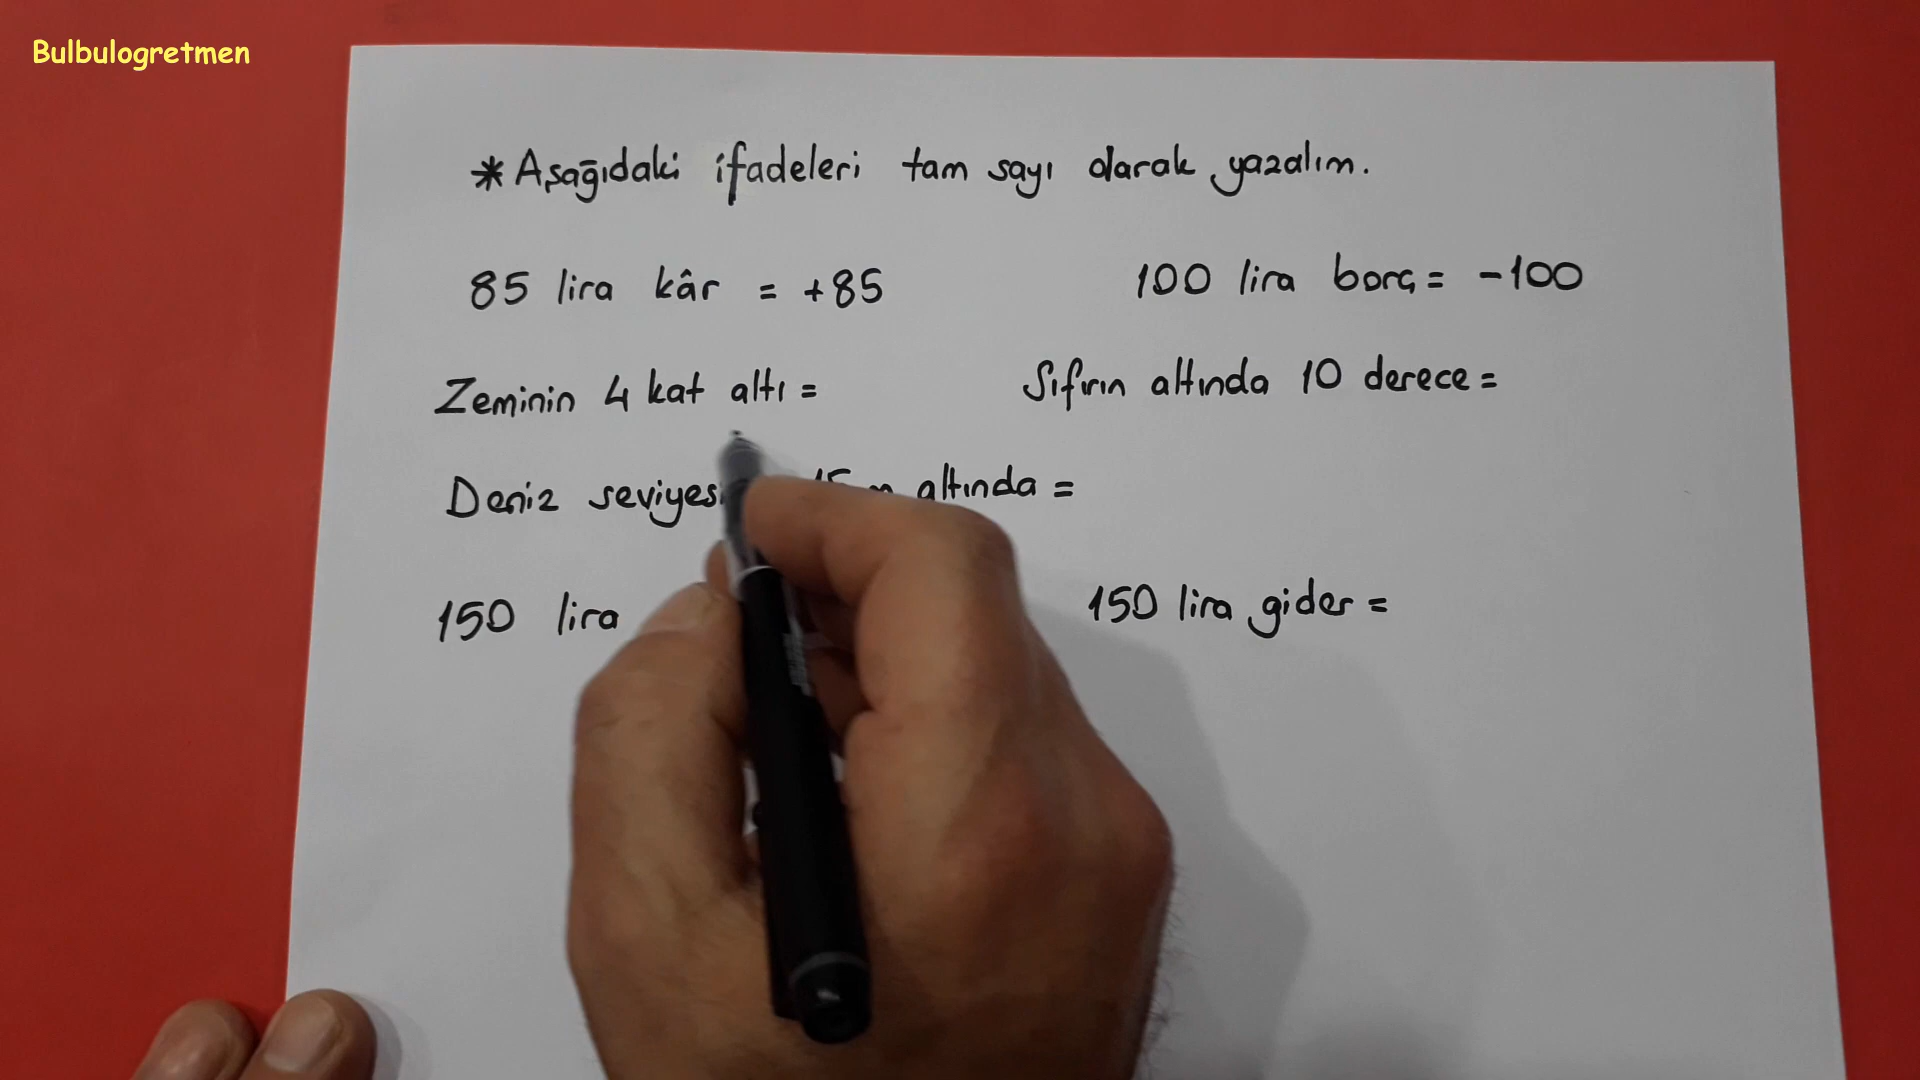 Bulbulogretmen
* Aşağıdaki ifadeleri tam sayı olarak yazalım.
85 lira kâr = +85 100 lira borç = -100
Zeminin 4 kat altı = Sıfırın altında 10 derece =
Deniz altında =
150 lira 150 lira gider =